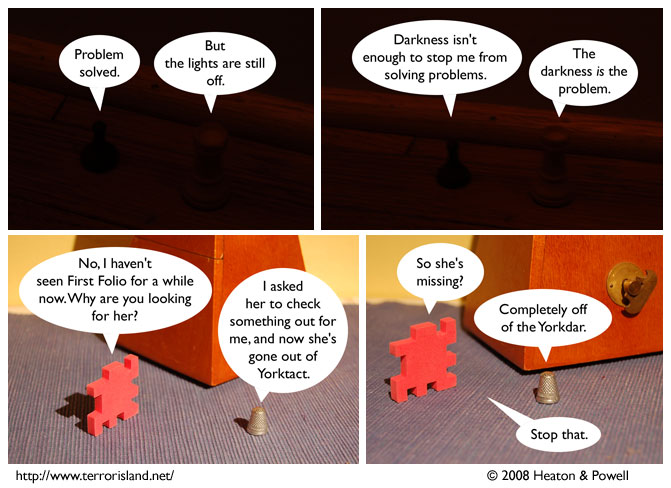 Problem
solved.
But
the lights are still
off.
Darkness isn't
enough to stop me from
solving problems.
The
darkness is the
problem.
No, I haven't
seen First Folio for a while
now. Why are you looking
for her?
I asked
her to check
something out for
me, and now she's
gone out of
Yorktact.
So she's
missing?
Completely off
of the Yorkdar.
Stop that.
http://www.terrorisland.net/
© 2008 Heaton & Powell